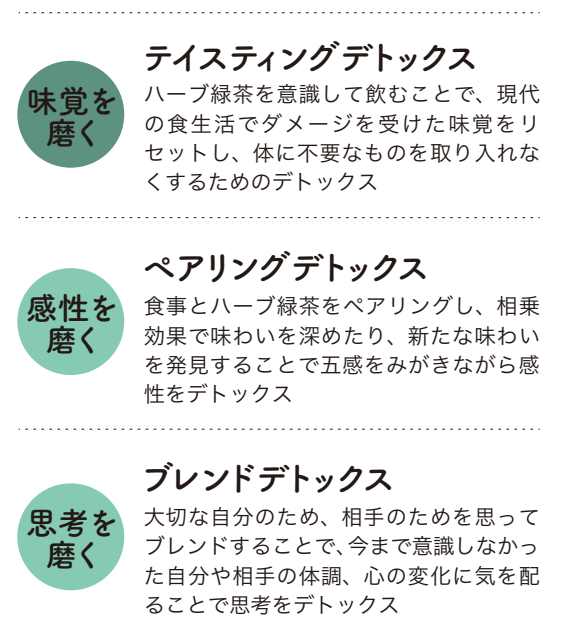 味覚を
磨く
テイスティングデトックス
ハーブ緑茶を意識して飲むことで、現代
の食生活でダメージを受けた味覚をリ
セットし、体に不要なものを取り入れな
くするためのデトックス
感性を
磨く
ペアリングデトックス
食事とハーブ緑茶をペアリングし、相乗
効果で味わいを深めたり、新たな味わい
を発見することで五感をみがきながら感
性をデトックス
思考を
磨く
ブレンドデトックス
大切な自分のため、相手のためを思って
ブレンドすることで、今まで意識しなかっ
た自分や相手の体調、心の変化に気を配
ることで思考をデトックス